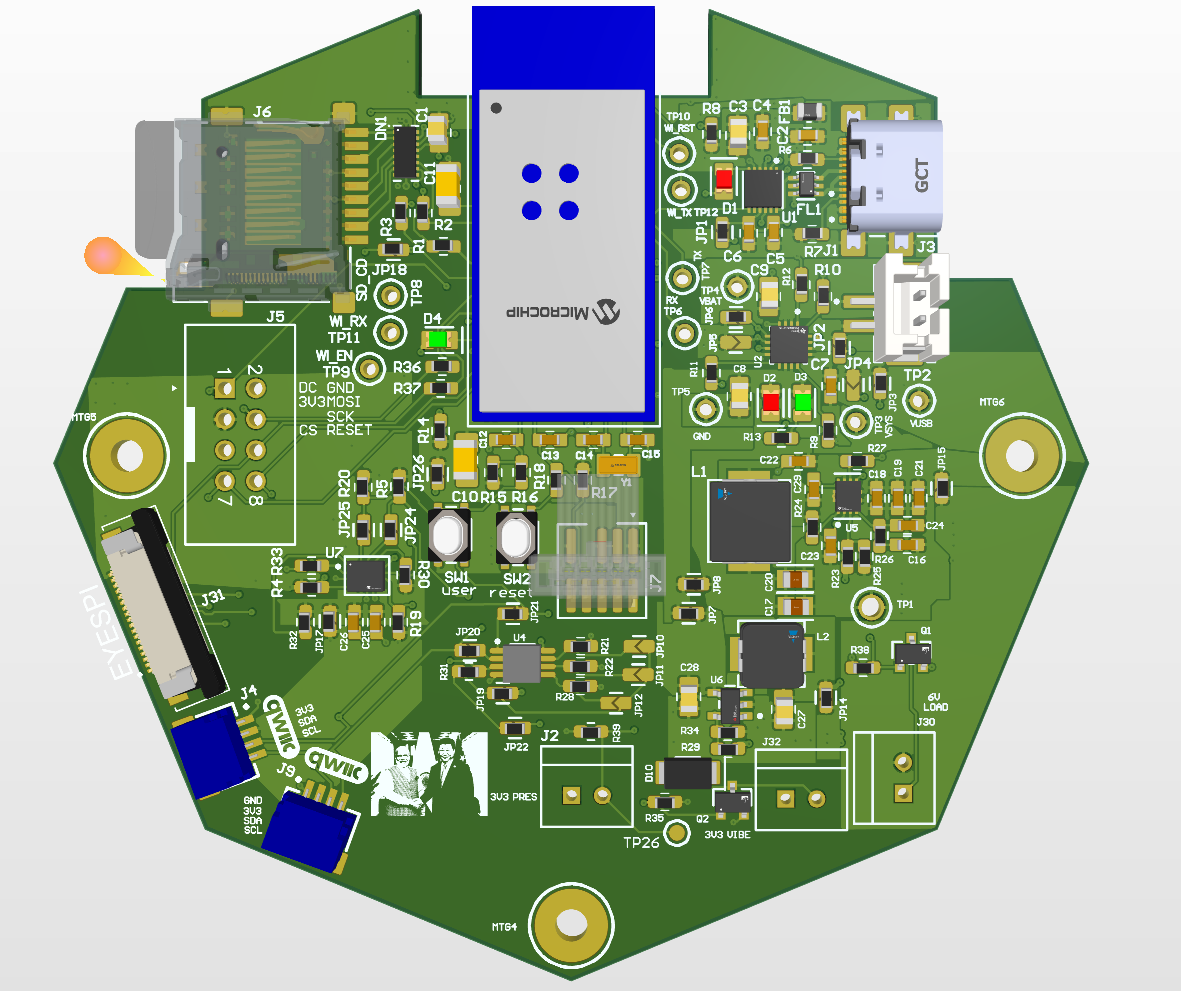 J6
DN1
C1
C11
R3
R2
R1
JP18
SD_CD
TP8
WI_RX
TP11
WI_EN
TP9
D4
R36
R37
MICROCHIP
TP10
WI_RST
R8
C3
C4
FB1
C2
R6
WI_TX
TP12
D1
U1
FL1
GCT
JP1
C6
C5
R7
J1
J3
TX
TP7
RX
TP6
TP4
VBAT
C9
R12
R10
JP6
JP5
U2
JP2
R11
C8
D2
D3
C7
JP4
JP3
TP2
VUSB
TP5
GND
R13
R9
TP3
VSYS
J5
1
2
DC GND
3V3MOSI
SCK
CS RESET
7
8
MTG5
MTG6
R14
C12
C13
C14
C15
JP26
C10
R15
R16
R18
R17
Y1
R20
R5
JP25
JP24
U7
R33
R4
R30
R32
JP17
C26
C25
R19
SW1
user
SW2
reset
J7
L1
C22
R27
C29
R24
C23
U5
C18
C19
C21
JP15
C24
C16
R23
R25
R26
C20
C17
JP8
JP7
TP1
J31
EYESPI
JP21
JP20
U4
R31
JP19
R21
R22
R28
JP10
JP11
JP12
JP22
R39
L2
C28
U6
C27
JP14
R38
Q1
6V
LOAD
J30
R34
R29
J4
3V3
SDA
SCL
qwiic
qwiic
J9
GND
3V3
SDA
SCL
J2
3V3 PRES
D10
R35
Q2
3V3 VIBE
J32
TP26
MTG4